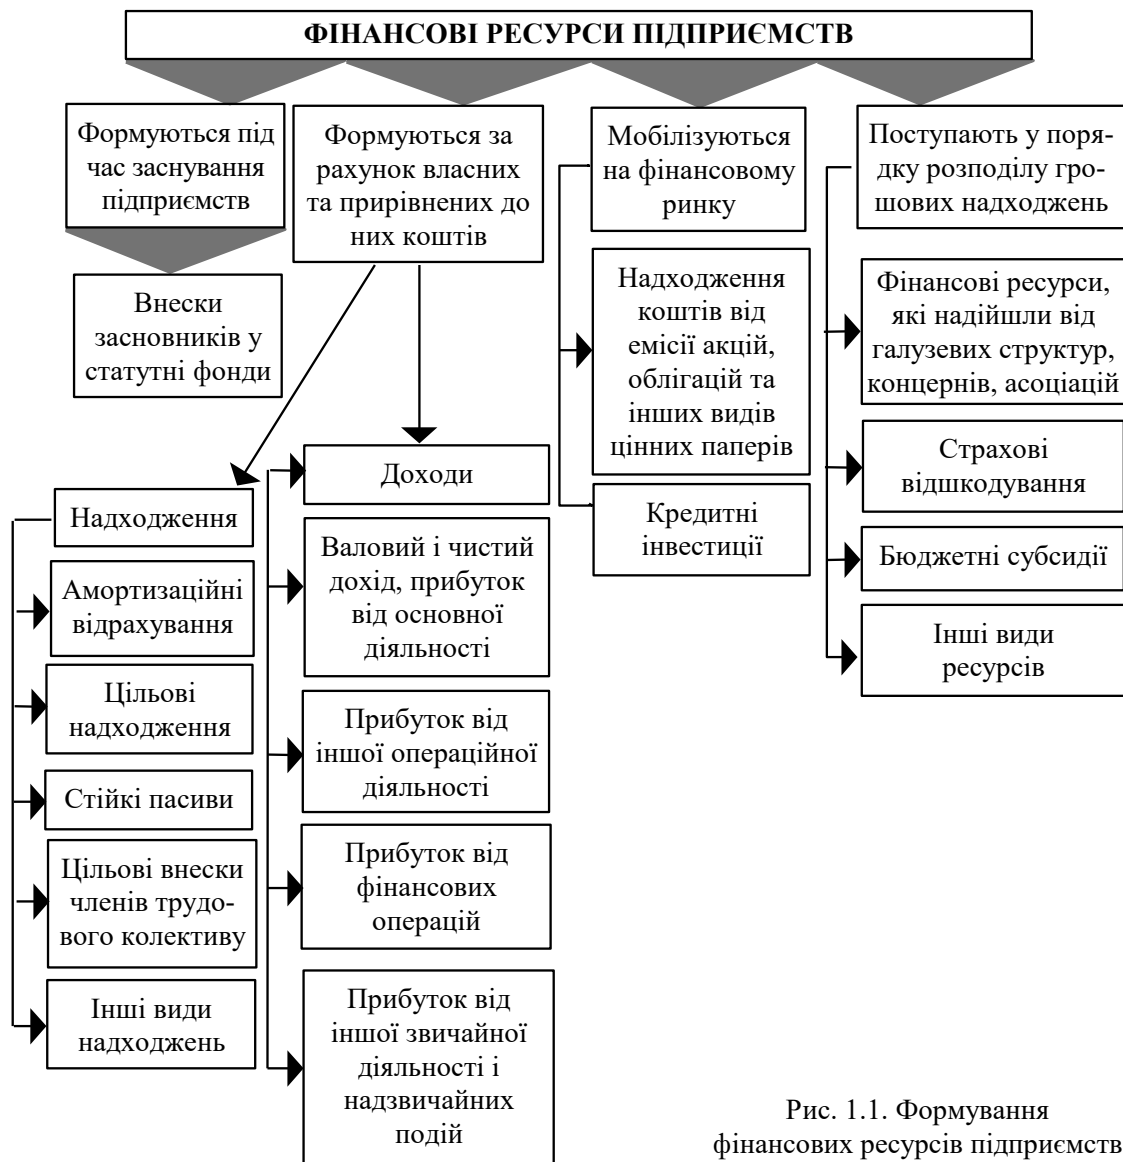 ФІНАНСОВІ РЕСУРСИ ПІДПРИЄМСТВ
Формуються під
час заснування
підприємств
Внески
засновників у
статутні фонди
Формуються за
рахунок власних
та прирівнених до
них коштів
Надходження
Амортизаційні
відрахування
Цільові
надходження
Стійкі пасиви
Цільові внески
членів трудо-
вого колективу
Інші види
надходжень
Доходи
Валовий і чистий
дохід, прибуток
від основної
діяльності
Прибуток від
іншої операційної
діяльності
Прибуток від
фінансових
операцій
Прибуток від
іншої звичайної
діяльності і
надзвичайних
подій
Мобілізуються
на фінансовому
ринку
Надходження
коштів від
емісії акцій,
облігацій та
інших видів
цінних паперів
Кредитні
інвестиції
Поступають у поря-
дку розподілу гро-
шових надходжень
Фінансові ресурси,
які надійшли від
галузевих структур,
концернів, асоціацій
Страхові
відшкодування
Бюджетні субсидії
Інші види
ресурсів
Рис. 1.1. Формування
фінансових ресурсів підприємств